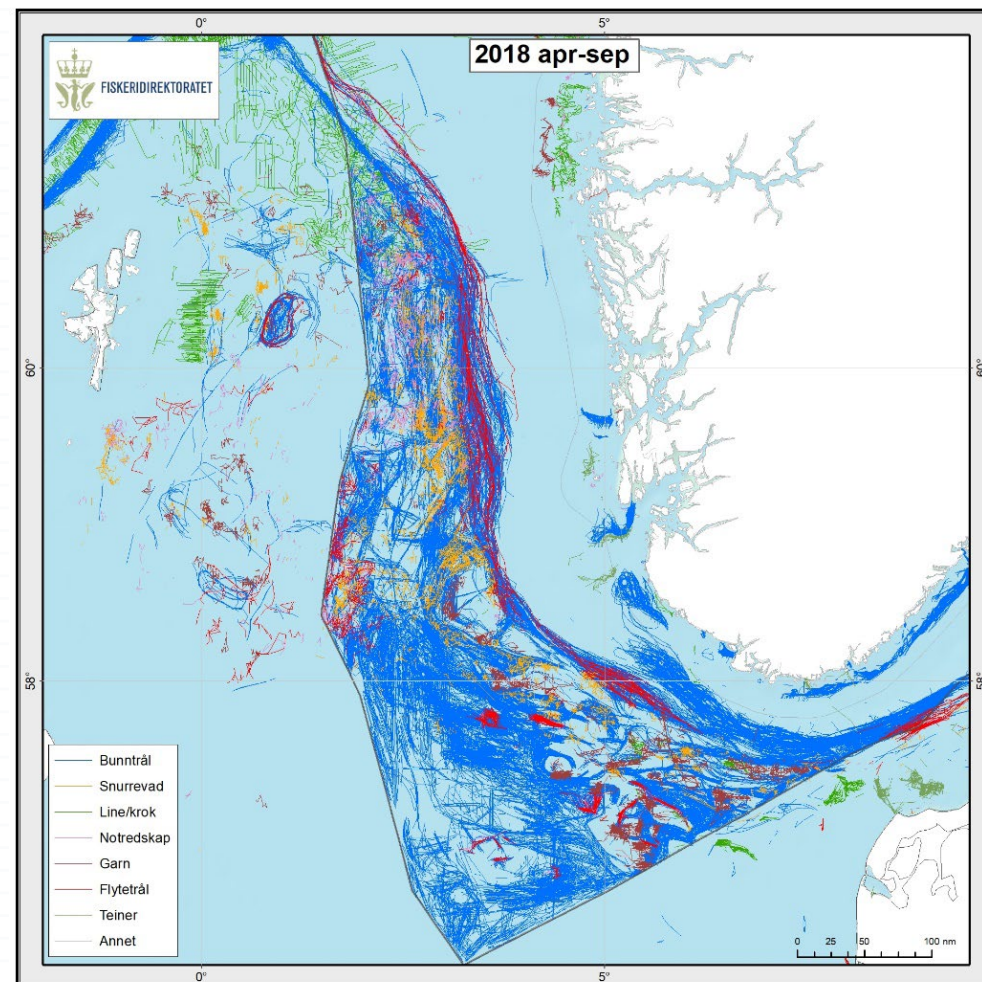 0°
5°
2018 apr-sep
FISKERIDIREKTORATET
60°
60°
58°
58°
Bunntrål
Snurrevad
Line/krok
Notredskap
Garn
Flytetrål
Teiner
Annet
0 25 50 100 nm
0°
5°